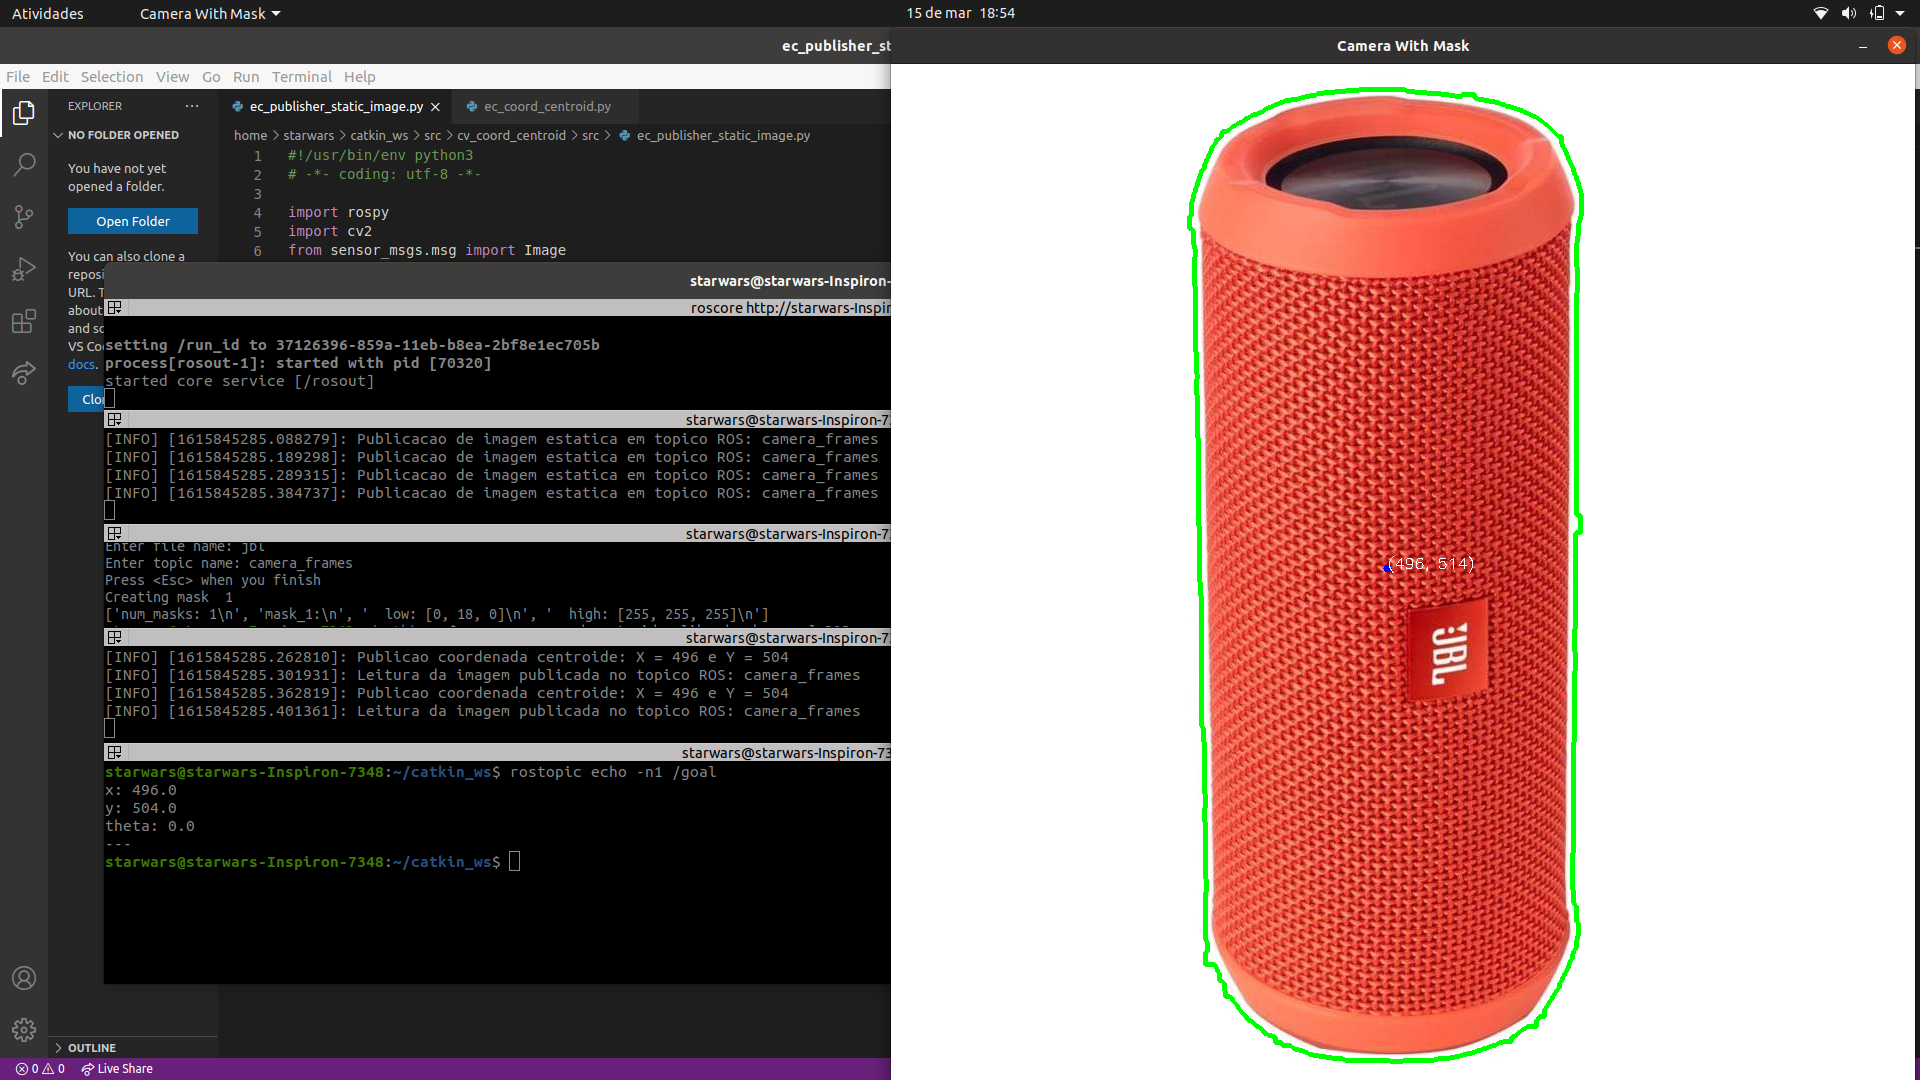 Atividades
Camera With Mask
15 de mar 18:54
ec_publisher_st
Camera With Mask
File Edit Selection View Go Run Terminal Help
EXPLORER
ec_publisher_static_image.py
ec_coord_centroid.py
NO FOLDER OPENED
home > starwars > catkin_ws > src > cv_coord_centroid > src > ec_publisher_static_image.py
You have not yet
opened a folder.
Open Folder
You can also clone a
reposi
URL. T
about
and so
VS Co
docs.
Clo
1 #!/usr/bin/env python3
2 # -*- coding: utf-8 -*-
3
4 import rospy
5 import cv2
6 from sensor_msgs.msg import Image
starwars@starwars-Inspiron-
roscore http://starwars-Inspir
setting /run_id to 37126396-859a-11eb-b8ea-2bf8e1ec705b
process[rosout-1]: started with pid [70320]
started core service [/rosout]
starwars@starwars-Inspiron-7
[INFO] [1615845285.088279]: Publicacao de imagem estatica em topico ROS: camera_frames
[INFO] [1615845285.189298]: Publicacao de imagem estatica em topico ROS: camera_frames
[INFO] [1615845285.289315]: Publicacao de imagem estatica em topico ROS: camera_frames
[INFO] [1615845285.384737]: Publicacao de imagem estatica em topico ROS: camera_frames
starwars@starwars-Inspiron-7
Enter file name: jbl
Enter topic name: camera_frames
Press <Esc> when you finish
Creating mask  1
['num_masks: 1\n', 'mask_1:\n', '  low: [0, 18, 0]\n', '  high: [255, 255, 255]\n']
starwars@starwars-Inspiron-7
[INFO] [1615845285.262810]: Publicao coordenada centroide: X = 496 e Y = 504
[INFO] [1615845285.301931]: Leitura da imagem publicada no topico ROS: camera_frames
[INFO] [1615845285.362819]: Publicao coordenada centroide: X = 496 e Y = 504
[INFO] [1615845285.401361]: Leitura da imagem publicada no topico ROS: camera_frames
starwars@starwars-Inspiron-73
starwars@starwars-Inspiron-7348:~/catkin_ws$ rostopic echo -n1 /goal
x: 496.0
y: 504.0
theta: 0.0
---
starwars@starwars-Inspiron-7348:~/catkin_ws$
OUTLINE
0 0 Live Share
(496, 514)
JBL